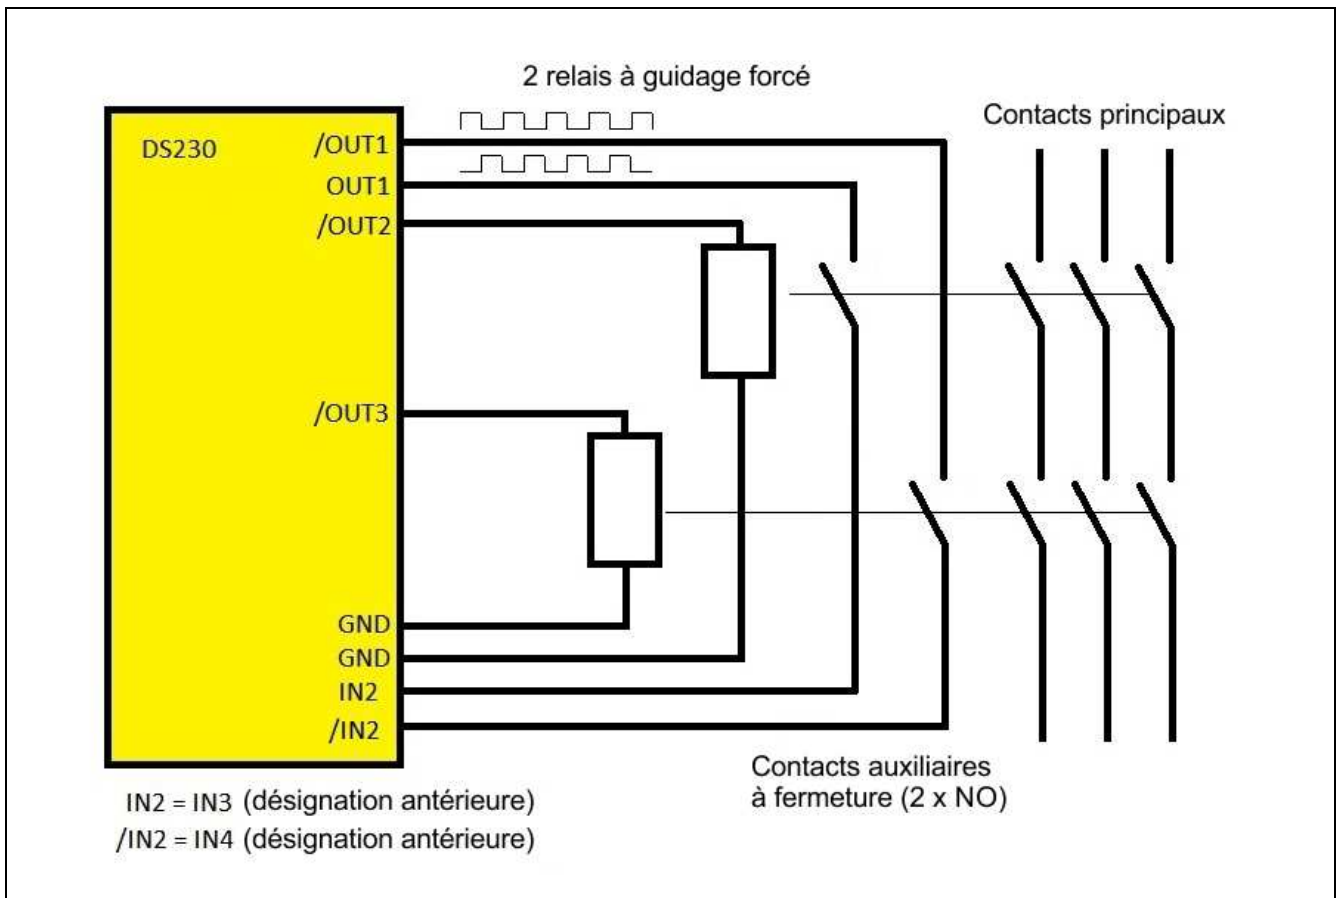 2 relais à guidage forcé
Contacts principaux
DS230
/OUT1
OUT1
/OUT2
/OUT3
GND
GND
IN2
/IN2
Contacts auxiliaires
à fermeture (2 x NO)
IN2 = IN3 (désignation antérieure)
/IN2 = IN4 (désignation antérieure)